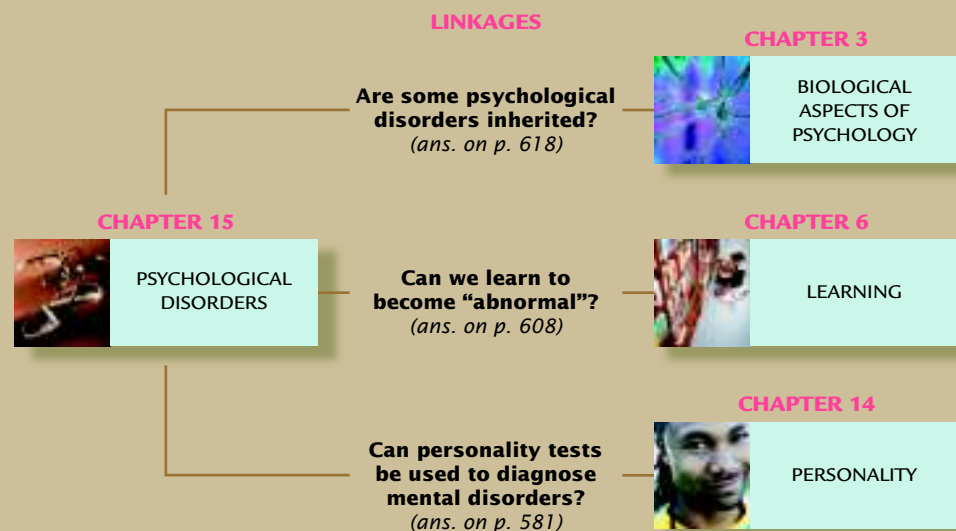 LINKAGES
CHAPTER 3
Are some psychological
disorders inherited?
(ans. on p. 618)
BIOLOGICAL
ASPECTS OF
PSYCHOLOGY
CHAPTER 15
PSYCHOLOGICAL
DISORDERS
CHAPTER 6
Can we learn to
become “abnormal”?
(ans. on p. 608)
LEARNING
CHAPTER 14
Can personality tests
be used to diagnose
mental disorders?
(ans. on p. 581)
PERSONALITY